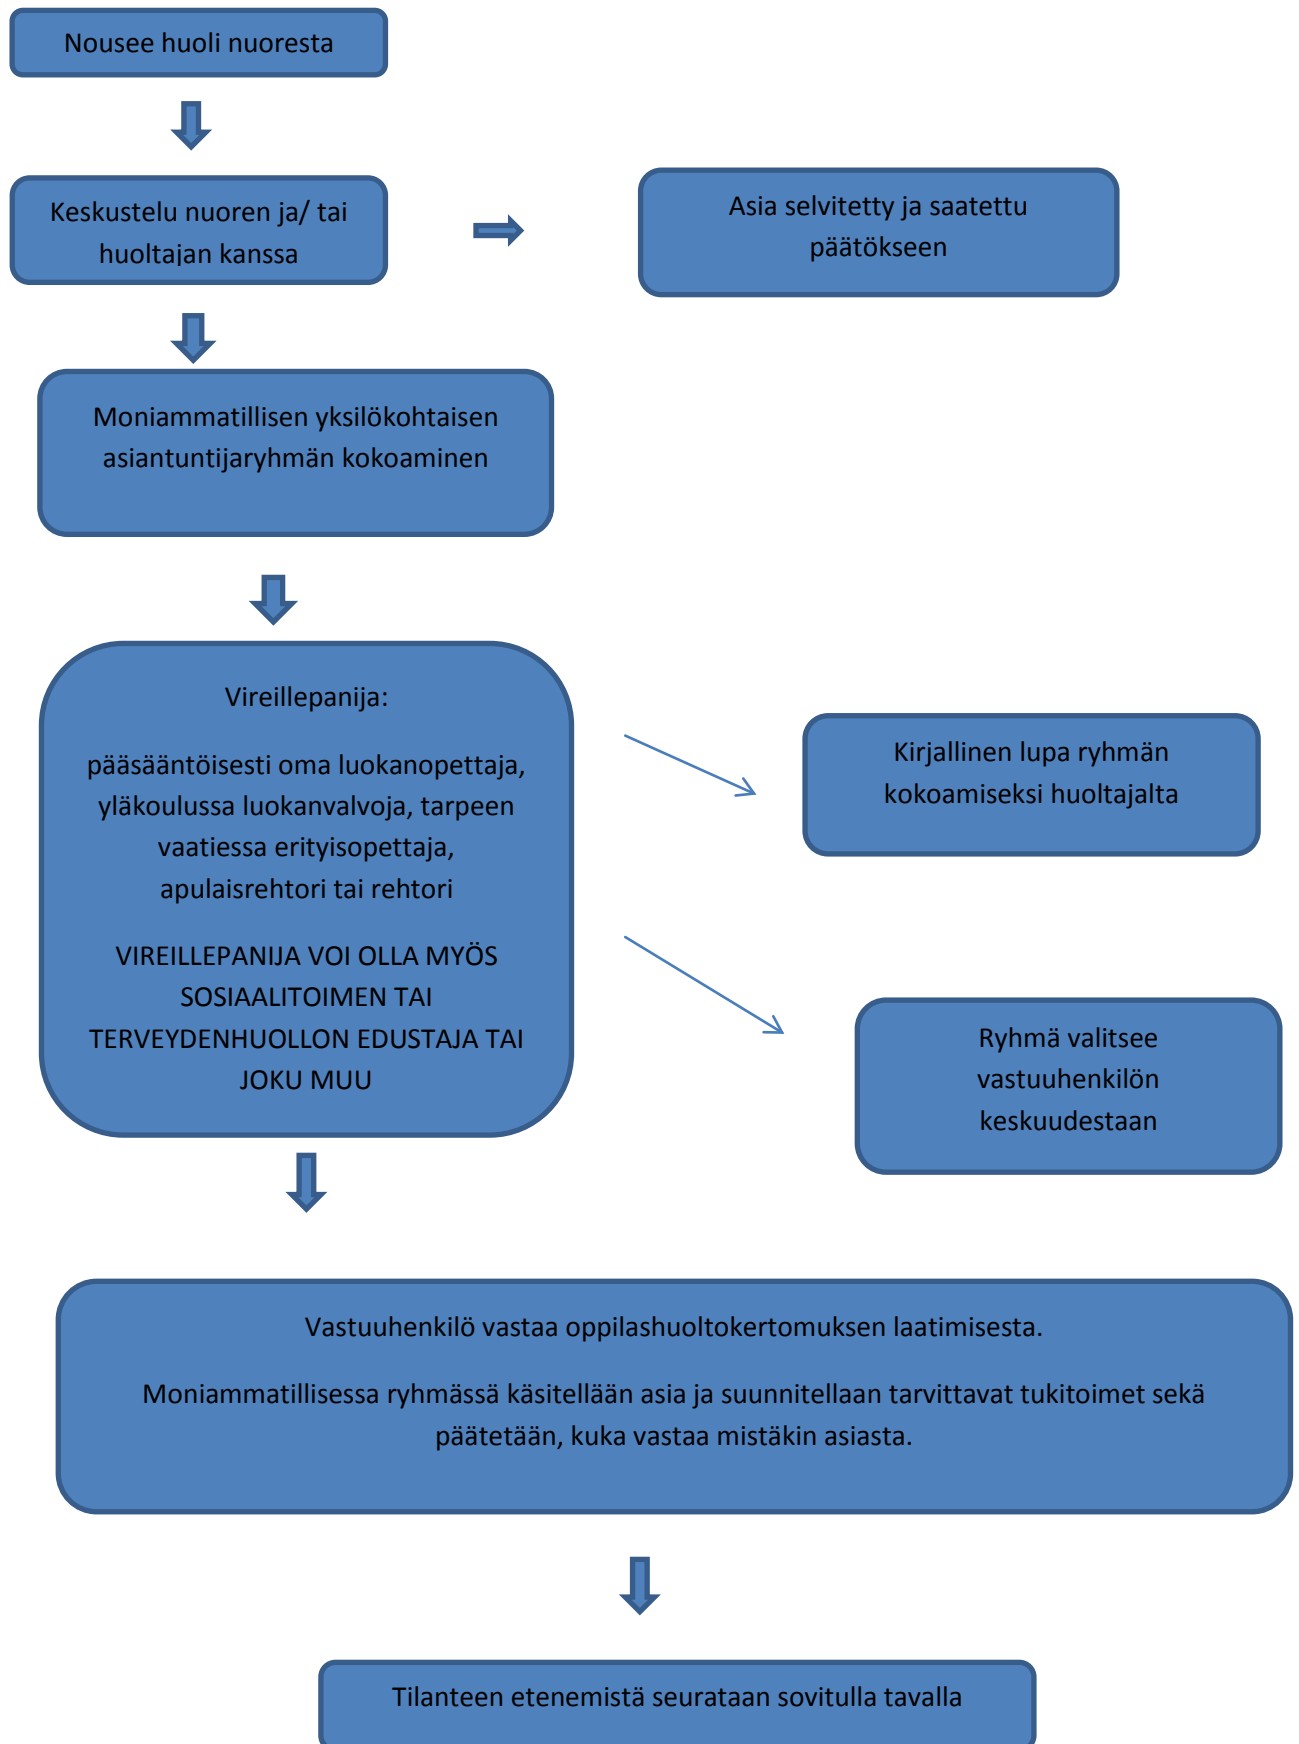 Nousee huoli nuoresta
Keskustelu nuoren ja/ tai
huoltajan kanssa
Asia selvitetty ja saatettu
päätökseen
Moniammatillisen yksilökohtaisen
asiantuntijaryhmän kokoaminen
Vireillepanija:
pääsääntöisesti oma luokanopettaja,
yläkoulussa luokanvalvoja, tarpeen
vaatiessa erityisopettaja,
apulaisrehtori tai rehtori
VIREILLEPANIJA VOI OLLA MYÖS
SOSIAALITOIMEN TAI
TERVEYDENHUOLLON EDUSTAJA TAI
JOKU MUU
Kirjallinen lupa ryhmän
kokoamiseksi huoltajalta
Ryhmä valitsee
vastuuhenkilön
keskuudestaan
Vastuuhenkilö vastaa oppilashuoltokertomuksen laatimisesta.
Moniammatillisessa ryhmässä käsitellään asia ja suunnitellaan tarvittavat tukitoimet sekä
päätetään, kuka vastaa mistäkin asiasta.
Tilanteen etenemistä seurataan sovitulla tavalla